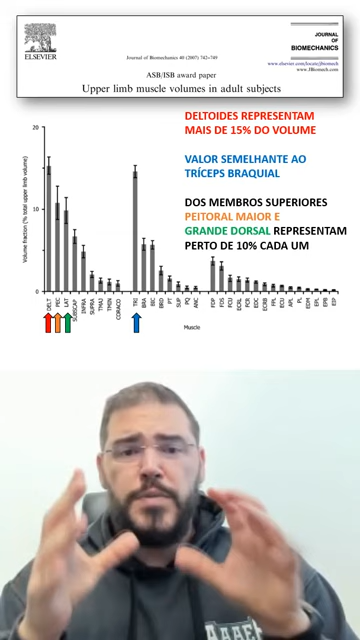 ELSEVIER
Journal of Biomechanics 40 (2007) 742–749
JOURNAL
OF
BIOMECHANICS
www.elsevier.com/locate/jbiomech
www.JBiomech.com
ASB/ISB award paper
Upper limb muscle volumes in adult subjects
DELTOIDES REPRESENTAM
MAIS DE 15% DO VOLUME
VALOR SEMELHANTE AO
TRÍCEPS BRAQUIAL
DOS MEMBROS SUPERIORES
PEITORAL MAIOR E
GRANDE DORSAL REPRESENTAM
PERTO DE 10% CADA UM
Volume fraction (% total upper limb volume)
20
10
0
DELT
PEC
LAT
SUBSCAP
INFRA
SUPRA
TMAJ
TMIN
CORACO
TRI
BRA
BIC
BRD
PT
SUP
PQ
ANC
FDP
FDS
FCU
ECRL
FCR
EDC
ECRB
FPL
ECU
APL
PL
EDM
EPL
EPB
EIP
Muscle
AAAF